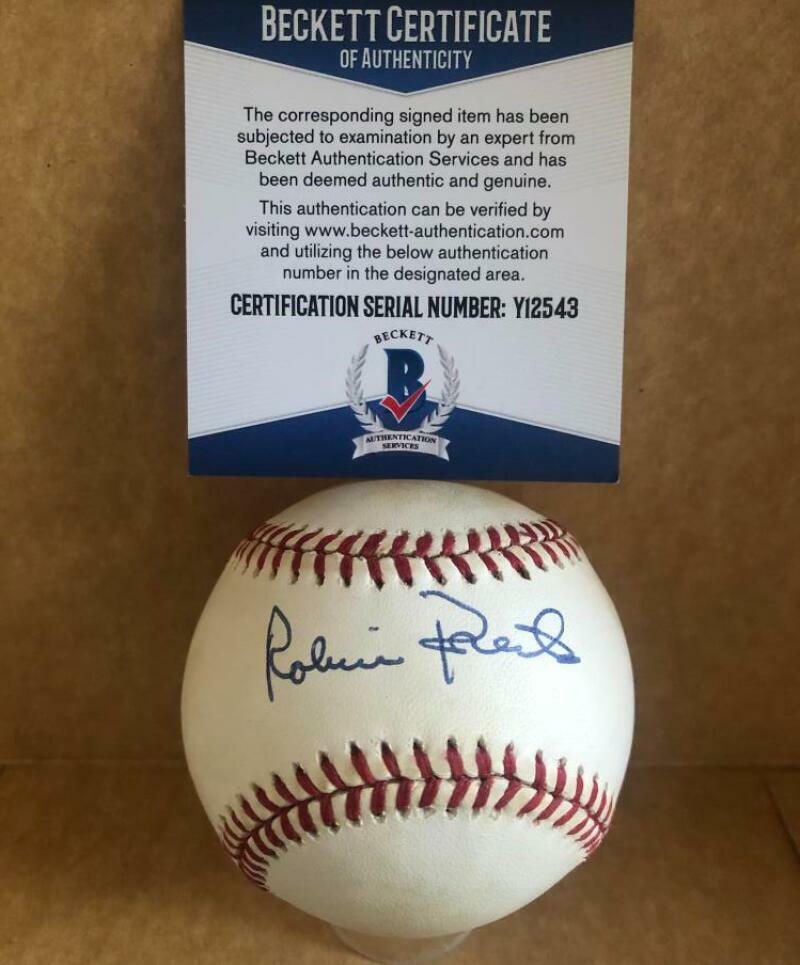 BECKETT CERTIFICATE
OF AUTHENTICITY
The corresponding signed item has been
subjected to examination by an expert from
Beckett Authentication Services and has
been deemed authentic and genuine.
This authentication can be verified by
visiting www.beckett-authentication.com
and utilizing the below authentication
number in the designated area.
CERTIFICATION SERIAL NUMBER: Y12543
BECKETT
B
AUTHENTICATION
SERVICES
Robin